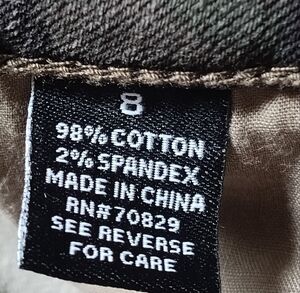 8
98% COTTON
2% SPANDEX
MADE IN CHINA
RN#70829
SEE REVERSE
FOR CARE